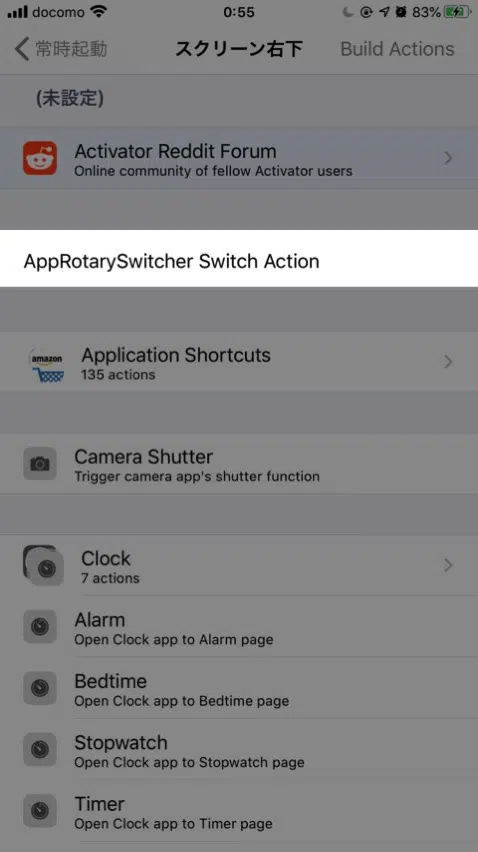 docomo 0:55 83%
常時起動 スクリーン右下 Build Actions
(未設定)
Activator Reddit Forum
Online community of fellow Activator users
AppRotarySwitcher Switch Action
amazon
Application Shortcuts
135 actions
Camera Shutter
Trigger camera app's shutter function
Clock
7 actions
Alarm
Open Clock app to Alarm page
Bedtime
Open Clock app to Bedtime page
Stopwatch
Open Clock app to Stopwatch page
Timer
Open Clock app to Timer page